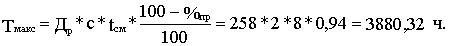 Тмакс = Др * с * tсм * (100 - %пр) / 100 = 258 * 2 * 8 * 0,94 = 3880,32 ч.